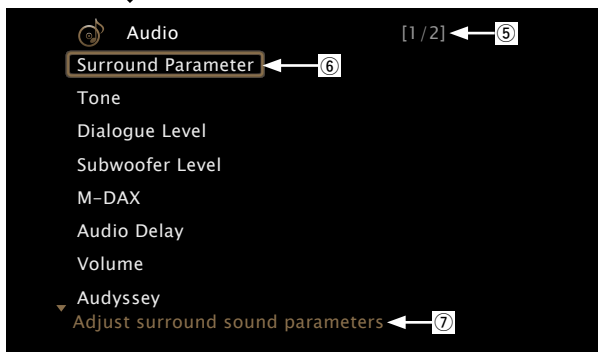 Audio [1/2] ⑤
Surround Parameter ⑥
Tone
Dialogue Level
Subwoofer Level
M-DAX
Audio Delay
Volume
Audyssey
Adjust surround sound parameters ⑦